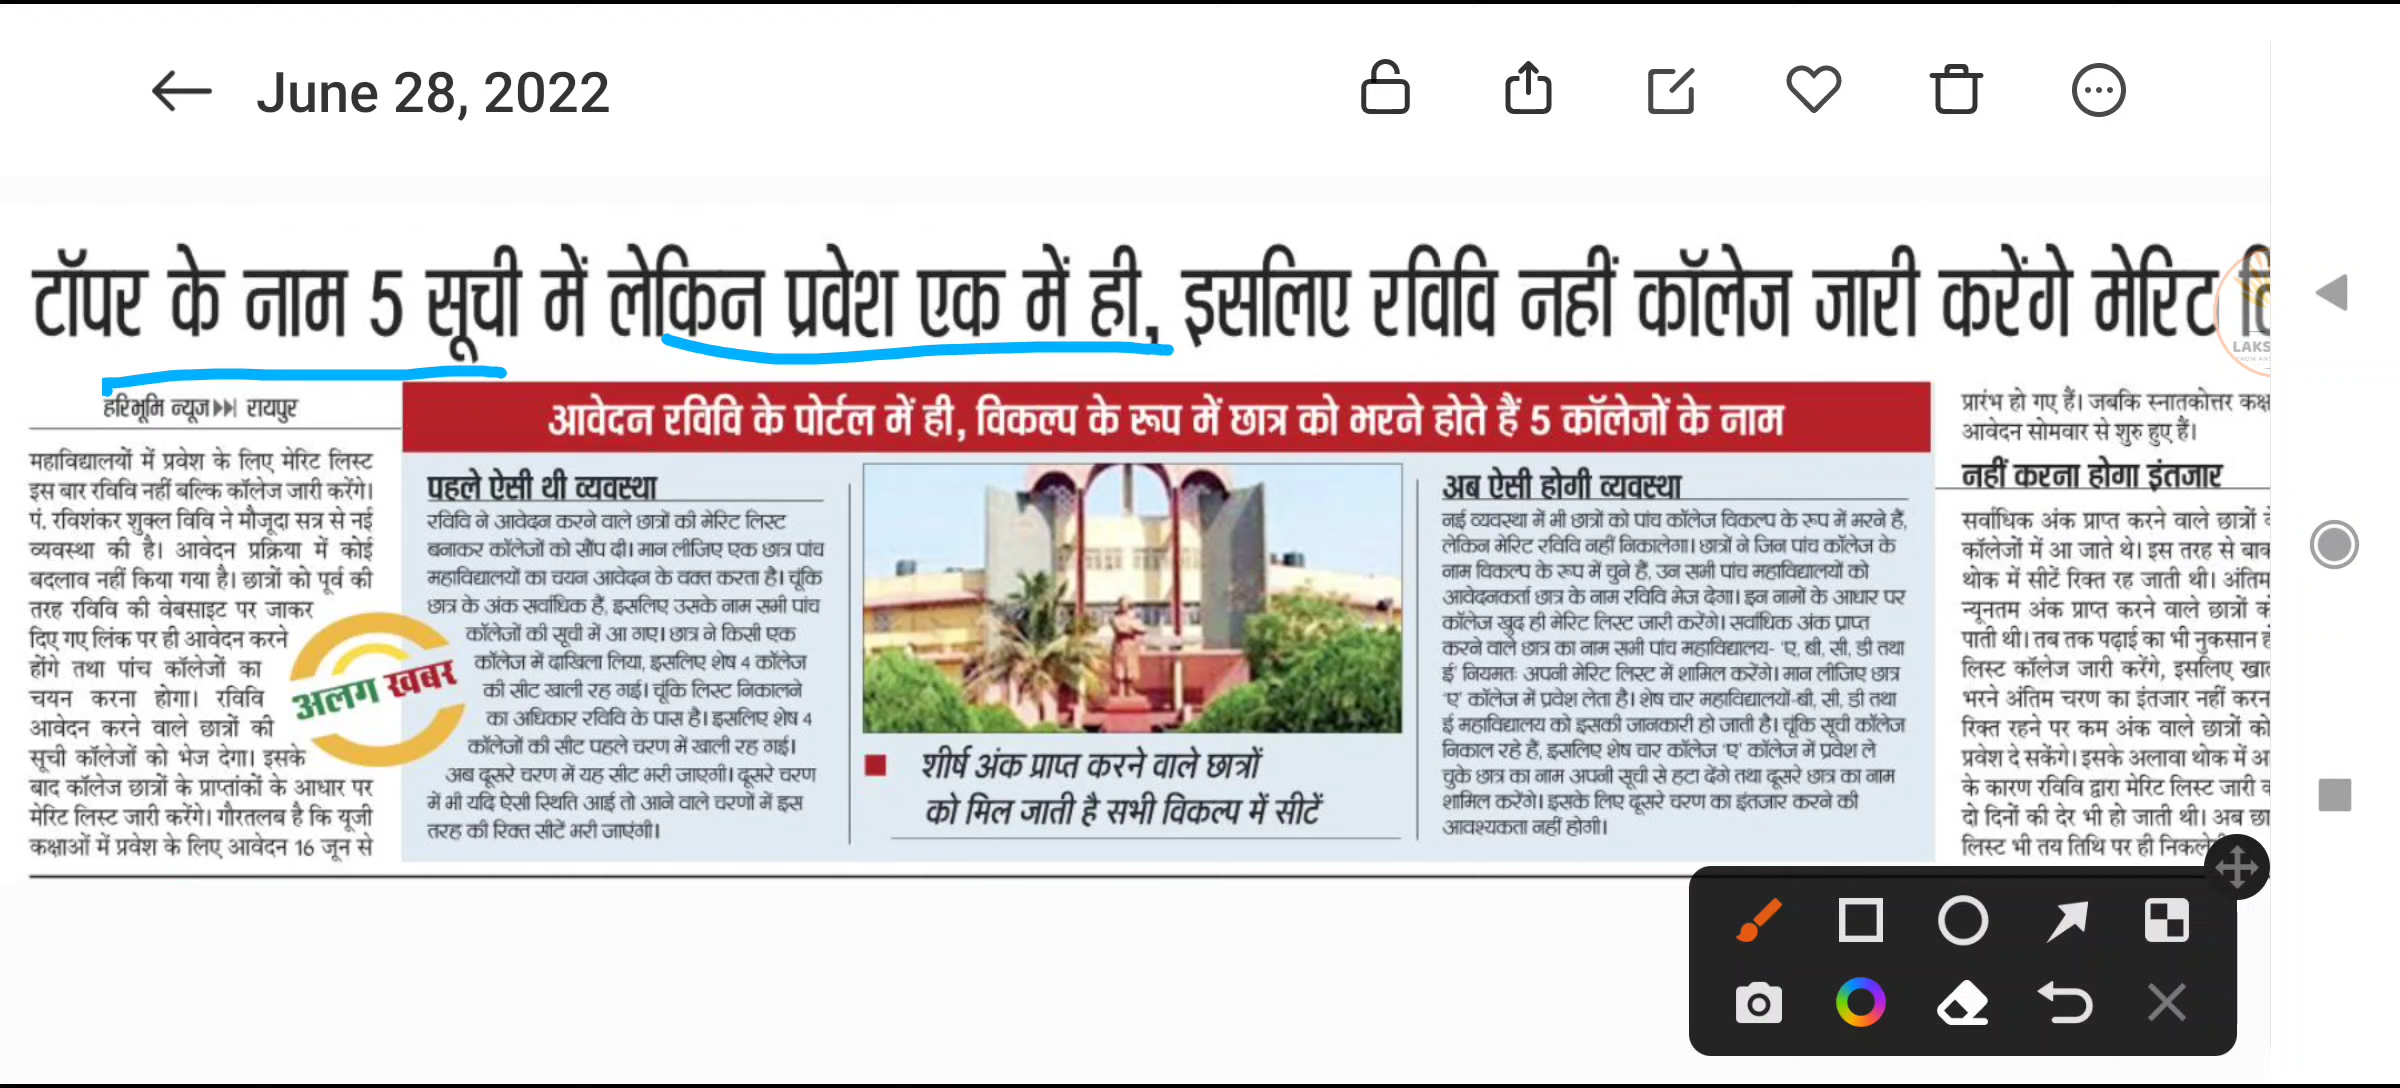 June 28, 2022
टॉपर के नाम 5 सूची में लेकिन प्रवेश एक में ही, इसलिए रविवि नहीं कॉलेज जारी करेंगे मेरिट
LAKS
हरिभूमि न्यूज रायपुर
महाविद्यालयों में प्रवेश के लिए मेरिट लिस्ट
इस बार रविवि नहीं बल्कि कॉलेज जारी करेंगे।
पं. रविशंकर शुक्ल विवि ने मौजूदा सत्र से नई
व्यवस्था की है। आवेदन प्रक्रिया में कोई
बदलाव नहीं किया गया है। छात्रों को पूर्व की
तरह रविवि की वेबसाइट पर जाकर
दिए गए लिंक पर ही आवेदन करने
होंगे तथा पांच कॉलेजों का
चयन करना होगा। रविवि
आवेदन करने वाले छात्रों की
सूची कॉलेजों को भेज देगा। इसके
बाद कॉलेज छात्रों के प्राप्तांकों के आधार पर
मेरिट लिस्ट जारी करेंगे। गौरतलब है कि यूजी
कक्षाओं में प्रवेश के लिए आवेदन 16 जून से
अलग खबर
आवेदन रविवि के पोर्टल में ही, विकल्प के रूप में छात्र को भरने होते हैं 5 कॉलेजों के नाम
पहले ऐसी थी व्यवस्था
रविवि ने आवेदन करने वाले छात्रों की मेरिट लिस्ट
बनाकर कॉलेजों को सौंप दी। मान लीजिए एक छात्र पांच
महाविद्यालयों का चयन आवेदन के वक्त करता है। चूंकि
छात्र के अंक सर्वाधिक हैं, इसलिए उसके नाम सभी पांच
कॉलेजों की सूची में आ गए। छात्र ने किसी एक
कॉलेज में दाखिला लिया, इसलिए शेष 4 कॉलेज
की सीट खाली रह गई। चूंकि लिस्ट निकालने
का अधिकार रविवि के पास है। इसलिए शेष 4
कॉलेजों की सीट पहले चरण में खाली रह गई।
अब दूसरे चरण में यह सीट भरी जाएगी। दूसरे चरण
में भी यदि ऐसी स्थिति आई तो आने वाले चरणों में इस
तरह की रिक्त सीटें भरी जाएंगी।
शीर्ष अंक प्राप्त करने वाले छात्रों
को मिल जाती है सभी विकल्प में सीटें
अब ऐसी होगी व्यवस्था
नई व्यवस्था में भी छात्रों को पांच कॉलेज विकल्प के रूप में भरने हैं,
लेकिन मेरिट रविवि नहीं निकालेगा। छात्रों ने जिन पांच कॉलेज के
नाम विकल्प के रूप में चुने हैं, उन सभी पांच महाविद्यालयों को
आवेदनकर्ता छात्र के नाम रविवि भेज देगा। इन नामों के आधार पर
कॉलेज खुद ही मेरिट लिस्ट जारी करेंगे। सर्वाधिक अंक प्राप्त
करने वाले छात्र का नाम सभी पांच महाविद्यालय- 'ए, बी, सी, डी तथा
ई' नियमतः अपनी मेरिट लिस्ट में शामिल करेंगे। मान लीजिए छात्र
'ए' कॉलेज में प्रवेश लेता है। शेष चार महाविद्यालयों-बी, सी, डी तथा
ई महाविद्यालय को इसकी जानकारी हो जाती है। चूंकि सूची कॉलेज
निकाल रहे हैं, इसलिए शेष चार कॉलेज 'ए' कॉलेज में प्रवेश ले
चुके छात्र का नाम अपनी सूची से हटा देंगे तथा दूसरे छात्र का नाम
शामिल करेंगे। इसके लिए दूसरे चरण का इंतजार करने की
आवश्यकता नहीं होगी।
प्रारंभ हो गए हैं। जबकि स्नातकोत्तर
आवेदन सोमवार से शुरु हुए हैं।
नहीं करना होगा इंतजार
सर्वाधिक अंक प्राप्त करने वाले छात्रों
कॉलेजों में आ जाते थे। इस तरह से
थोक में सीटें रिक्त रह जाती थी। अंतिम
न्यूनतम अंक प्राप्त करने वाले छात्रों
पाती थी। तब तक पढ़ाई का भी नुकसान
लिस्ट कॉलेज जारी करेंगे, इसलिए
भरने अंतिम चरण का इंतजार नहीं
रिक्त रहने पर कम अंक वाले छात्रों को
प्रवेश दे सकेंगे। इसके अलावा थोक में
के कारण रविवि द्वारा मेरिट लिस्ट जारी
दो दिनों की देर भी हो जाती थी। अब
लिस्ट भी तय तिथि पर ही